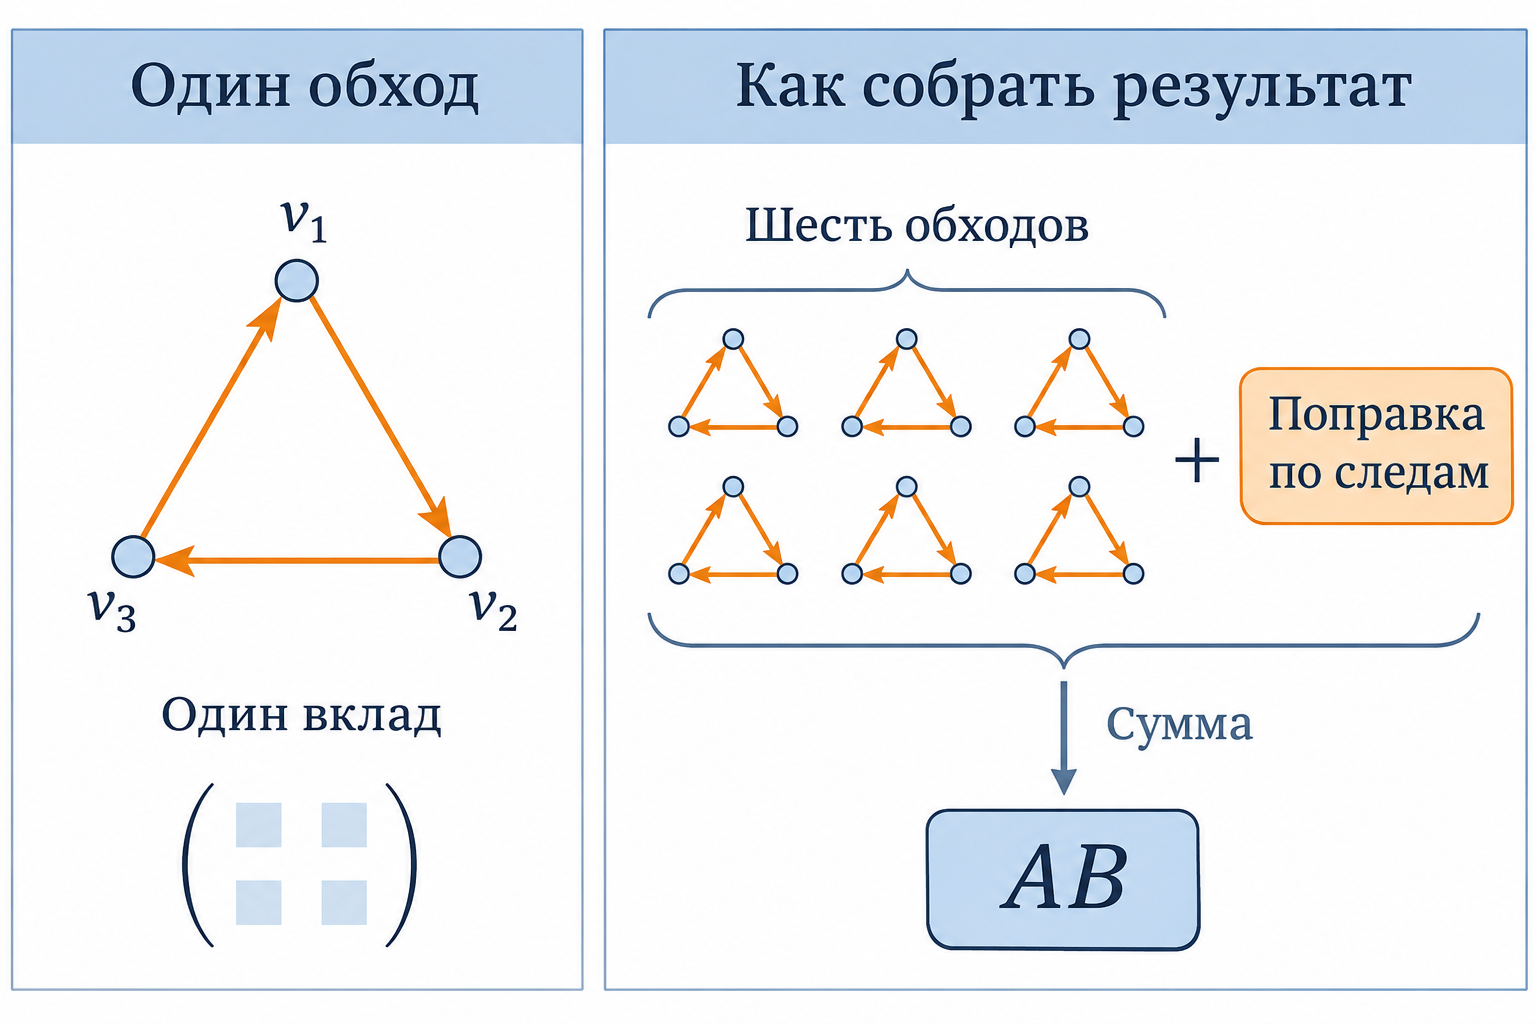 Один обход
v₁
v₃
v₂
Один вклад
Как собрать результат
Шесть обходов
+
Поправка
по следам
Сумма
AB